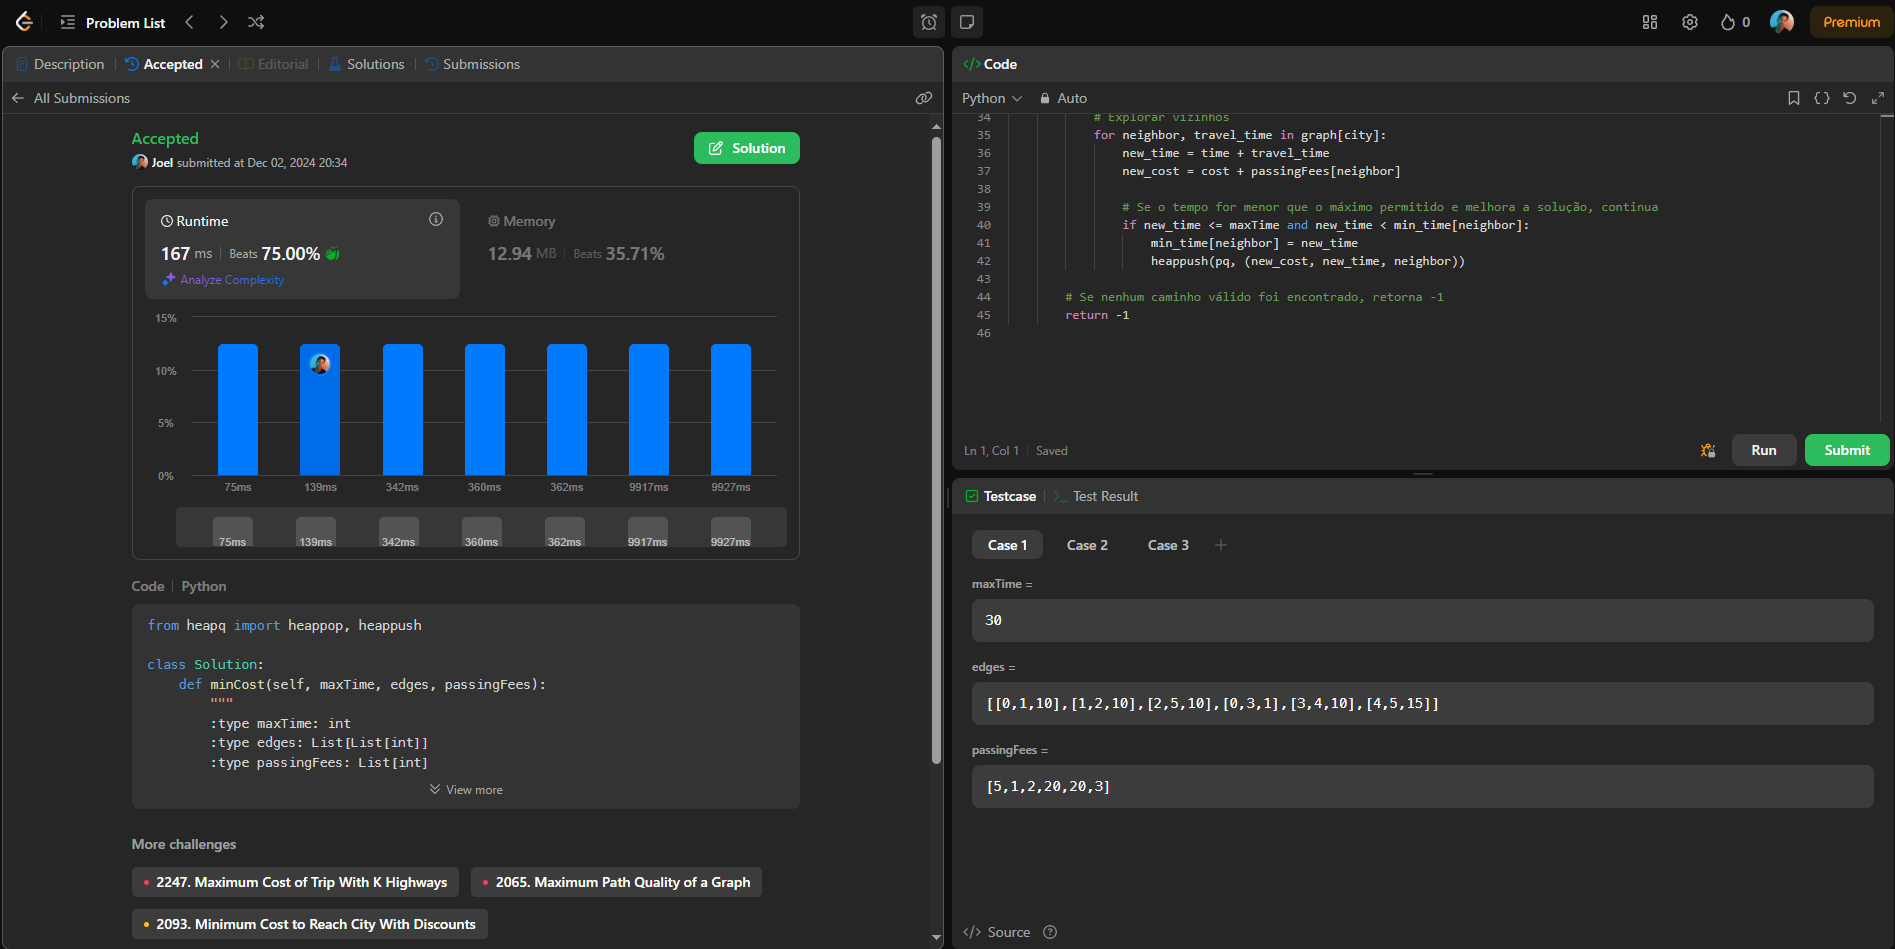 Problem List
0
Premium
Description
Accepted
Editorial
Solutions
Submissions
All Submissions
Accepted
Joel submitted at Dec 02, 2024 20:34
Solution
Runtime
167 ms
Beats 75.00%
Analyze Complexity
Memory
12.94 MB
Beats 35.71%
15%
10%
5%
0%
75ms 139ms 342ms 360ms 362ms 9917ms 9927ms
75ms 139ms 342ms 360ms 362ms 9917ms 9927ms
Code
Python
from heapq import heappop, heappush
class Solution:
def minCost(self, maxTime, edges, passingFees):
"""
:type maxTime: int
:type edges: List[List[int]]
:type passingFees: List[int]
View more
More challenges
2247. Maximum Cost of Trip With K Highways
2065. Maximum Path Quality of a Graph
2093. Minimum Cost to Reach City With Discounts
</> Code
Python
Auto
34 # Explorar vizinhos
35 for neighbor, travel_time in graph[city]:
36 new_time = time + travel_time
37 new_cost = cost + passingFees[neighbor]
38
39 # Se o tempo for menor que o máximo permitido e melhora a solução, continua
40 if new_time <= maxTime and new_time < min_time[neighbor]:
41 min_time[neighbor] = new_time
42 heappush(pq, (new_cost, new_time, neighbor))
43
44 # Se nenhum caminho válido foi encontrado, retorna -1
45 return -1
46
Ln 1, Col 1
Saved
Run
Submit
Testcase
Test Result
Case 1
Case 2
Case 3
+
maxTime =
30
edges =
[[0,1,10],[1,2,10],[2,5,10],[0,3,1],[3,4,10],[4,5,15]]
passingFees =
[5,1,2,20,20,3]
</> Source